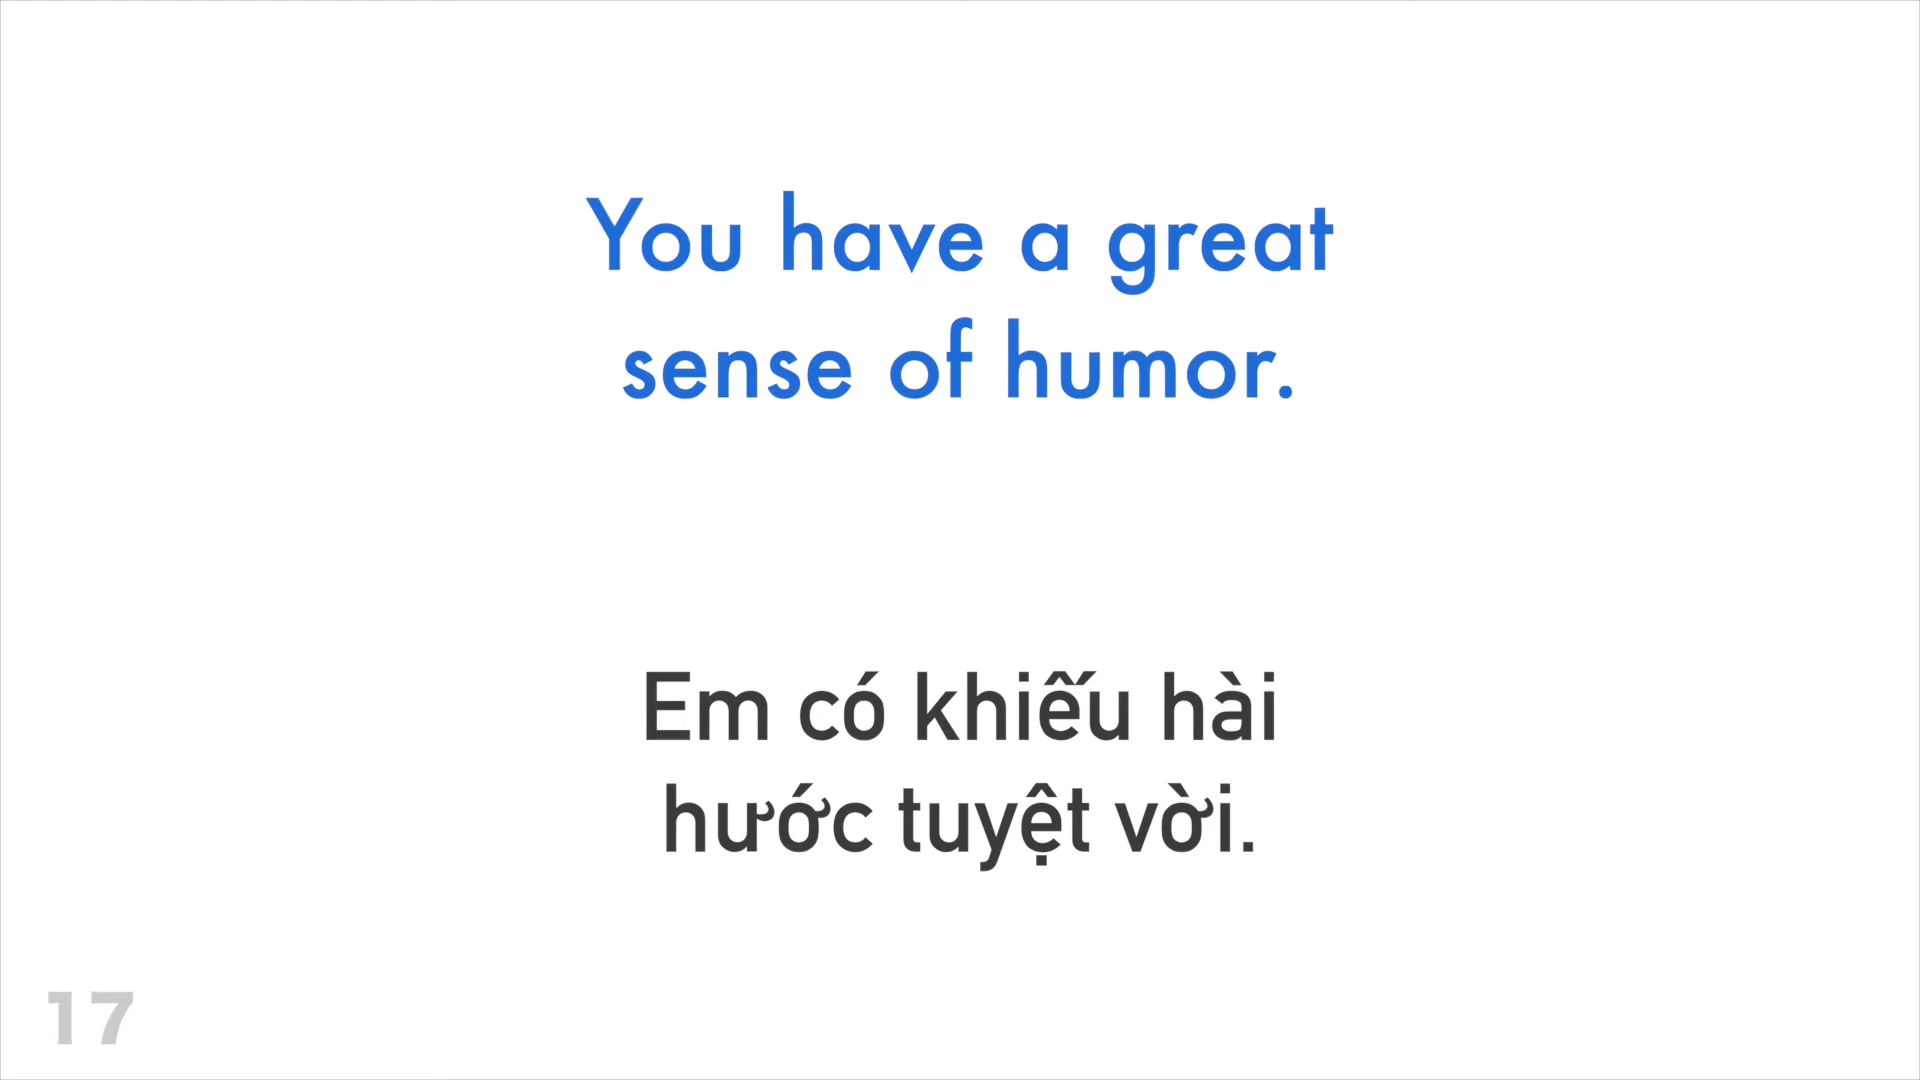 You have a great
sense of humor.
Em có khiếu hài
hước tuyệt vời.
17